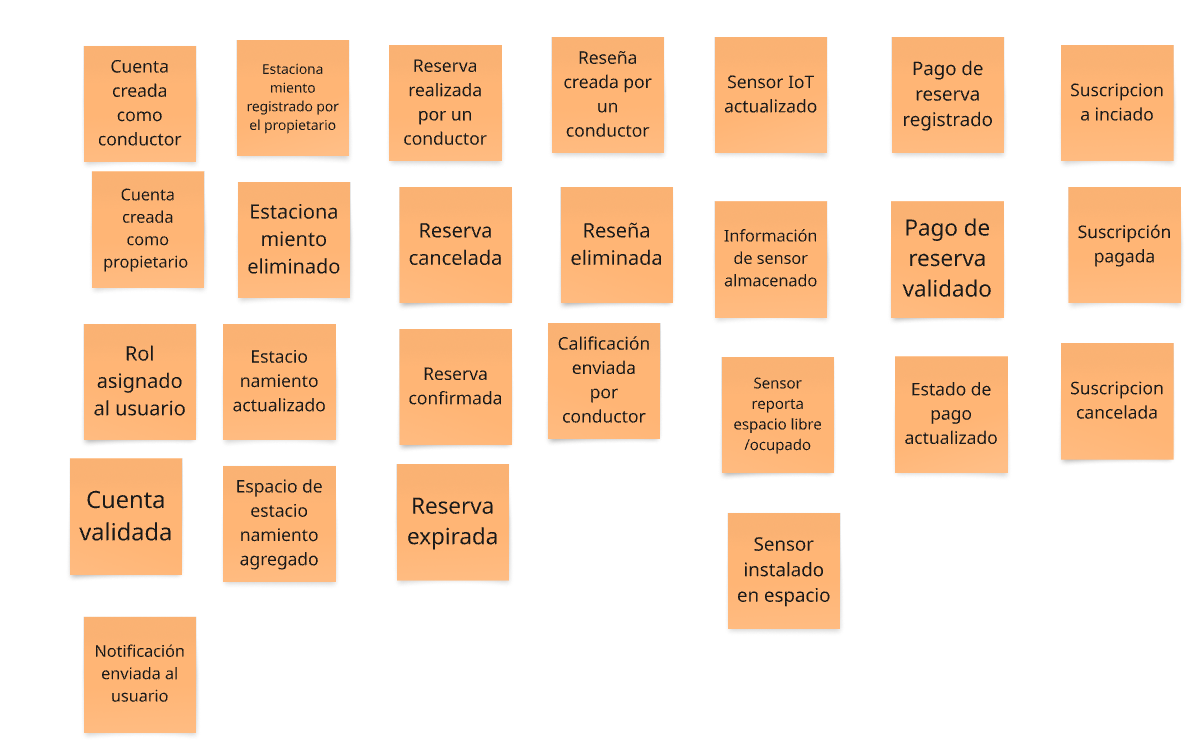 Cuenta
creada
como
conductor
Estaciona
miento
registrado por
el propietario
Reserva
realizada
por un
conductor
Reseña
creada por
un
conductor
Sensor IoT
actualizado
Pago de
reserva
registrado
Suscripcion
a inciado
Cuenta
creada
como
propietario
Estaciona
miento
eliminado
Reserva
cancelada
Reseña
eliminada
Información
de sensor
almacenado
Pago de
reserva
validado
Suscripción
pagada
Rol
asignado
al usuario
Estacio
namiento
actualizado
Reserva
confirmada
Calificación
enviada
por
conductor
Sensor
reporta
espacio libre
/ocupado
Estado de
pago
actualizado
Suscripcion
cancelada
Cuenta
validada
Espacio de
estacio
namiento
agregado
Reserva
expirada
Sensor
instalado
en espacio
Notificación
enviada al
usuario